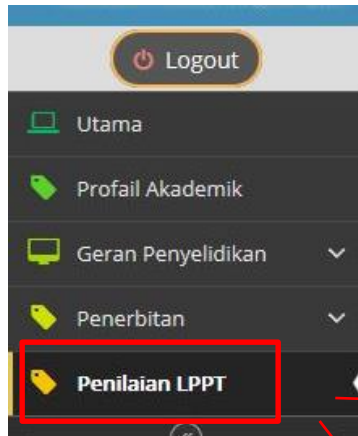 Logout
Utama
Profail Akademik
Geran Penyelidikan
Penerbitan
Penilaian LPPT